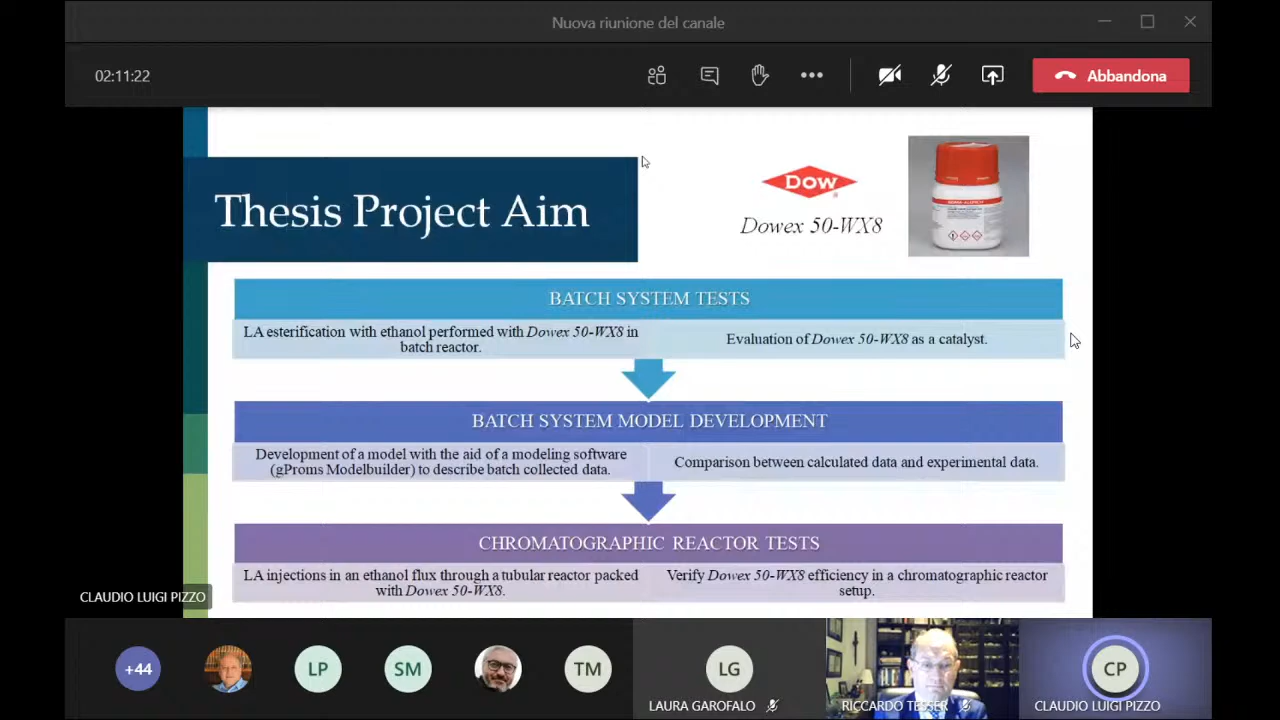 Nuova riunione del canale
02:11:22
Abbandona
Thesis Project Aim
DOW
Dowex 50-WX8
BATCH SYSTEM TESTS
LA esterification with ethanol performed with Dowex 50-WX8 in
batch reactor.
Evaluation of Dowex 50-WX8 as a catalyst.
BATCH SYSTEM MODEL DEVELOPMENT
Development of a model with the aid of a modeling software
(gProms Modelbuilder) to describe batch collected data.
Comparison between calculated data and experimental data.
CHROMATOGRAPHIC REACTOR TESTS
LA injections in an ethanol flux through a tubular reactor packed
with Dowex 50-WX8.
Verify Dowex 50-WX8 efficiency in a chromatographic reactor
setup.
CLAUDIO LUIGI PIZZO
+44
LP
SM
TM
LG
CP
LAURA GAROFALO
RICCARDO TESSER
CLAUDIO LUIGI PIZZO